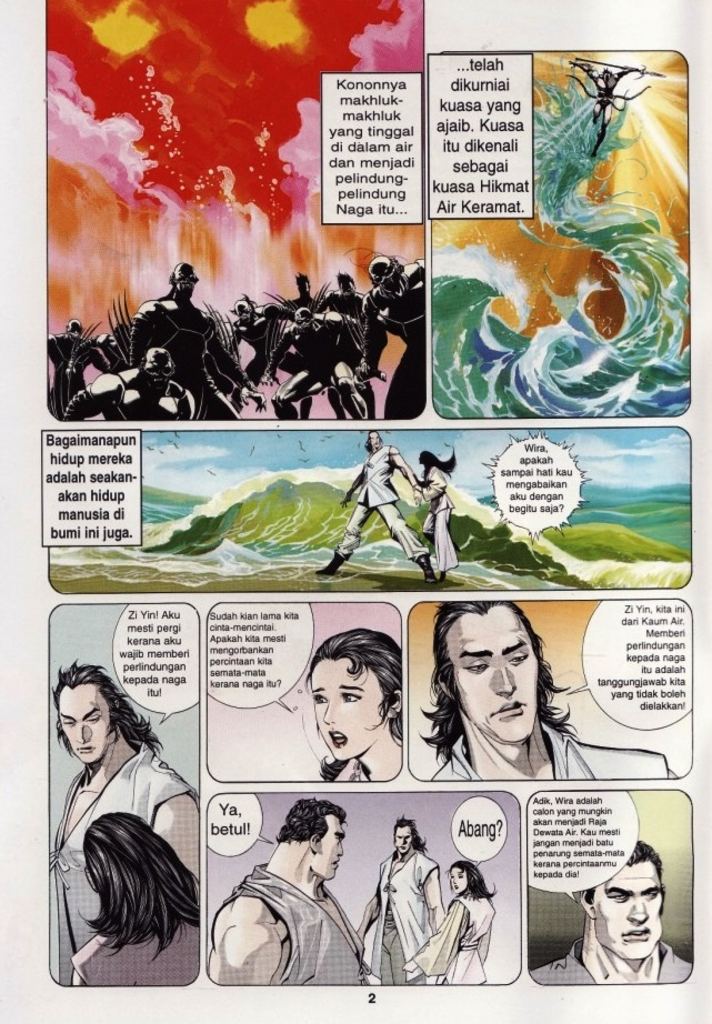 Kononnya
makhluk-
makhluk
yang tinggal
di dalam air
dan menjadi
pelindung-
pelindung
Naga itu...
...telah
dikurniai
kuasa yang
ajaib. Kuasa
itu dikenali
sebagai
kuasa Hikmat
Air Keramat.
Bagaimanapun
hidup mereka
adalah seakan-
akan hidup
manusia di
bumi ini juga.
Wira,
apakah
sampai hati kau
mengabaikan
aku dengan
begitu saja?
Zi Yin! Aku
mesti pergi
kerana aku
wajib memberi
perlindungan
kepada naga
itu!
Sudah kian lama kita
cinta-mencintai.
Apakah kita mesti
mengorbankan
percintaan kita
semata-mata
kerana naga itu?
Zi Yin, kita ini
dari Kaum Air.
Memberi
perlindungan
kepada naga
itu adalah
tanggungjawab kita
yang tidak boleh
dielakkan!
Ya,
betul!
Abang?
Adik, Wira adalah
calon yang mungkin
akan menjadi Raja
Dewata Air. Kau mesti
jangan menjadi batu
penarung semata-mata
kerana percintaanmu
kepada dia!
2